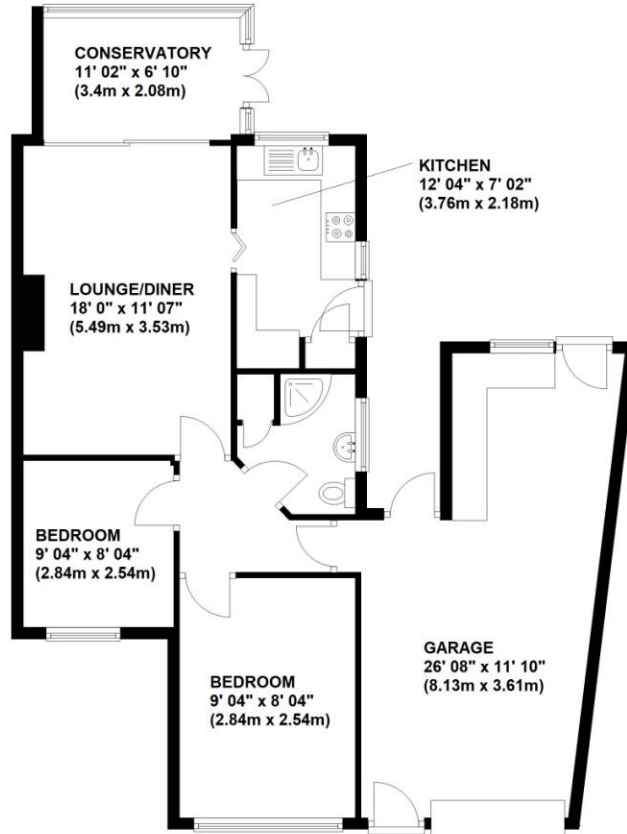 CONSERVATORY
11' 02" x 6' 10"
(3.4m x 2.08m)
KITCHEN
12' 04" x 7' 02"
(3.76m x 2.18m)
LOUNGE/DINER
18' 0" x 11' 07"
(5.49m x 3.53m)
BEDROOM
9' 04" x 8' 04"
(2.84m x 2.54m)
GARAGE
26' 08" x 11' 10"
(8.13m x 3.61m)
BEDROOM
9' 04" x 8' 04"
(2.84m x 2.54m)